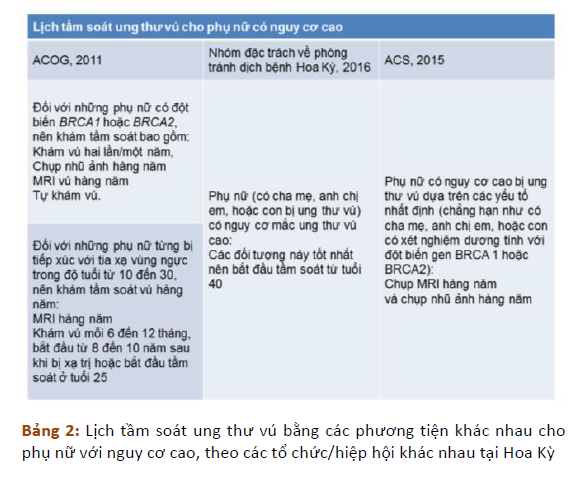 Lịch tầm soát ung thư vú cho phụ nữ có nguy cơ cao
ACOG, 2011
Nhóm đặc trách về phòng
tránh dịch bệnh Hoa Kỳ, 2016
ACS, 2015
Đối với những phụ nữ có đột
biến BRCA1 hoặc BRCA2,
nên khám tầm soát bao gồm:
Khám vú hai lần/một năm,
Chụp nhũ ảnh hàng năm
MRI vú hàng năm
Tự khám vú.
Đối với những phụ nữ từng bị
tiếp xúc với tia xạ vùng ngực
trong độ tuổi từ 10 đến 30,
nên khám tầm soát vú hàng
năm:
MRI hàng năm
Khám vú mỗi 6 đến 12 tháng,
bắt đầu từ 8 đến 10 năm sau
khi bị xạ trị hoặc bắt đầu tầm
soát ở tuổi 25
Phụ nữ (có cha mẹ, anh chị
em, hoặc con bị ung thư vú)
có nguy cơ mắc ung thư vú
cao:
Các đối tượng này tốt nhất
nên bắt đầu tầm soát từ tuổi
40
Phụ nữ có nguy cơ cao bị ung
thư vú dựa trên các yếu tố
nhất định (chẳng hạn như có
cha mẹ, anh chị em, hoặc con
có xét nghiệm dương tính với
đột biến gen BRCA 1 hoặc
BRCA2):
Chụp MRI hàng năm
và chụp nhũ ảnh hàng năm
Bảng 2: Lịch tầm soát ung thư vú bằng các phương tiện khác nhau cho
phụ nữ với nguy cơ cao, theo các tổ chức/hiệp hội khác nhau tại Hoa Kỳ